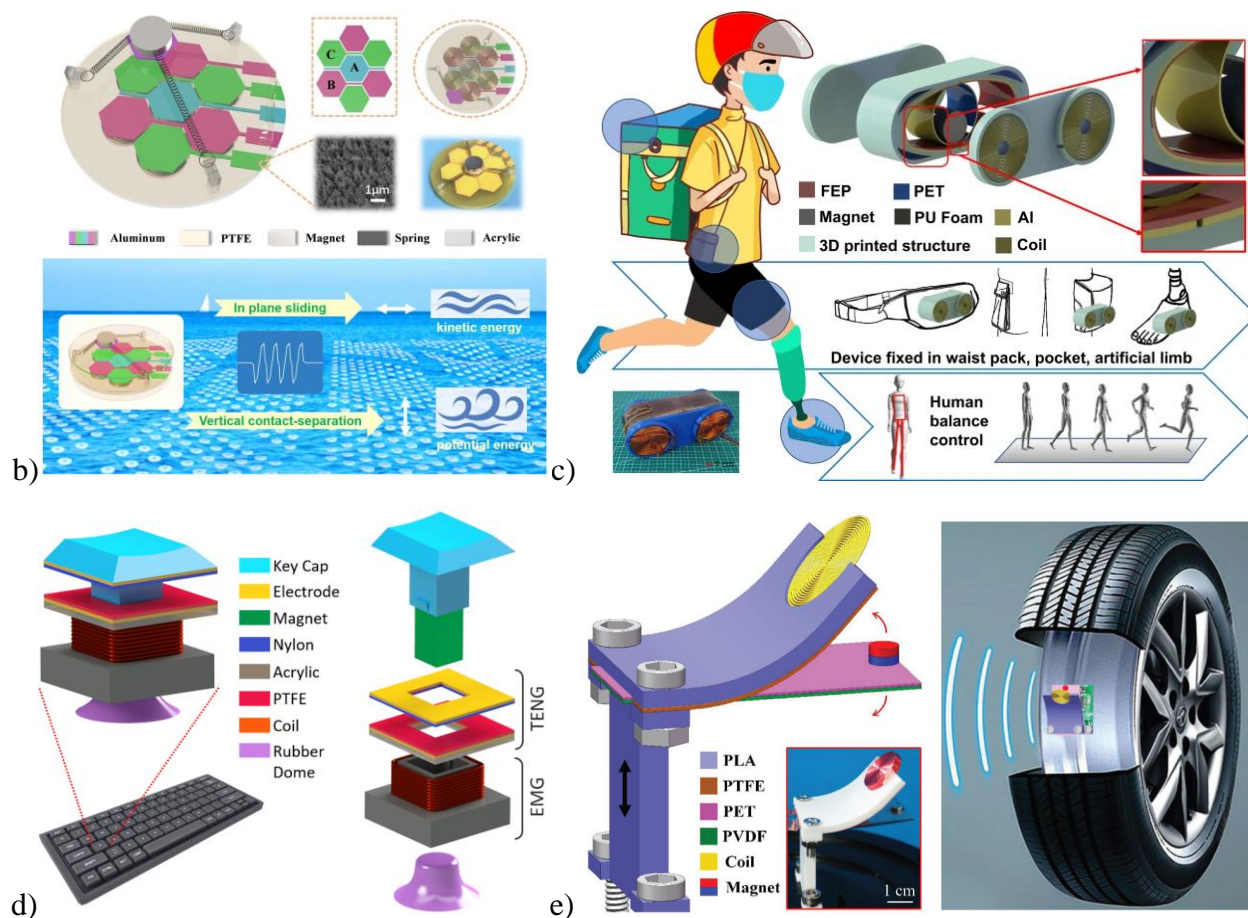 C
A
B
1μm
Aluminum
PTFE
Magnet
Spring
Acrylic
In plane sliding
kinetic energy
Vertical contact-separation
potential energy
b)
FEP
PET
Magnet
PU Foam
Al
3D printed structure
Coil
Device fixed in waist pack, pocket, artificial limb
Human
balance
control
c)
Key Cap
Electrode
Magnet
Nylon
Acrylic
PTFE
Coil
Rubber
Dome
TENG
EMG
d)
PLA
PTFE
PET
PVDF
Coil
Magnet
1 cm
e)